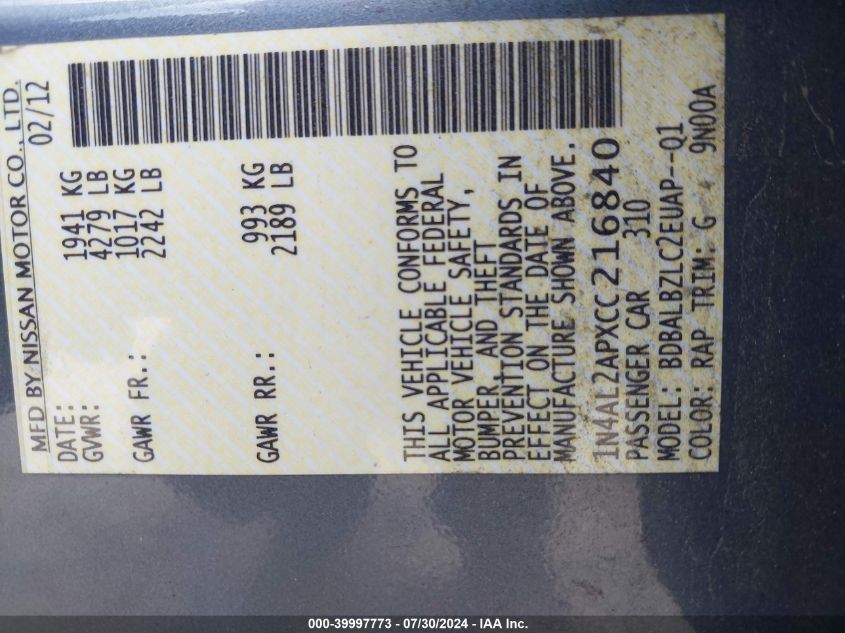 MFD BY NISSAN MOTOR CO., LTD.
DATE: 02/12
GVWR: 1941 KG
4279 LB
GAWR FR.: 1017 KG
2242 LB
GAWR RR.: 993 KG
2189 LB
THIS VEHICLE CONFORMS TO
ALL APPLICABLE FEDERAL
MOTOR VEHICLE SAFETY,
BUMPER AND THEFT
PREVENTION STANDARDS IN
EFFECT ON THE DATE OF
MANUFACTURE SHOWN ABOVE.
1N4AL2APXCC216840
PASSENGER CAR 310
MODEL: BDBALBZLC2EUAP--Q1
COLOR: RAP TRIM: G 9N00A
000-39997773 - 07/30/2024 - IAA Inc.